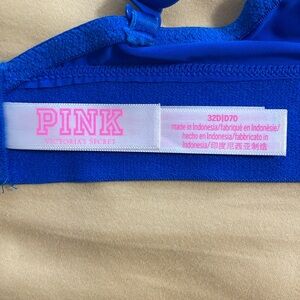 PINK
VICTORIA'S SECRET
32D|D70
made in Indonesia/fabriqué en Indonésie/
hecho en Indonesia/fabricado in
Indonesia/印度尼西亚制造